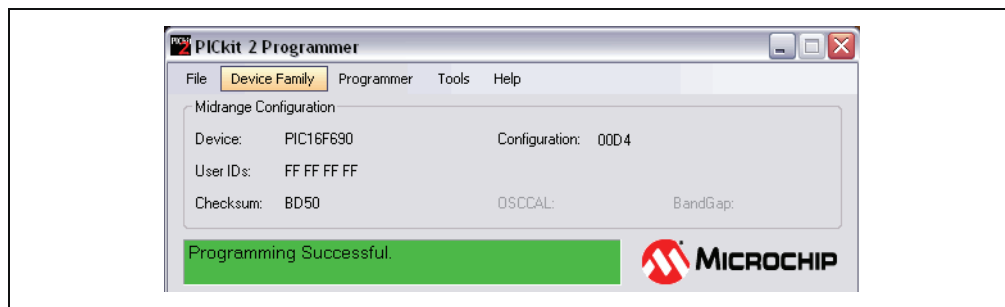 PICkit 2 Programmer
File Device Family Programmer Tools Help
Midrange Configuration
Device: PIC16F690 Configuration: 00D4
User IDs: FF FF FF FF
Checksum: BD50 OSCCAL: BandGap:
Programming Successful.
MICROCHIP